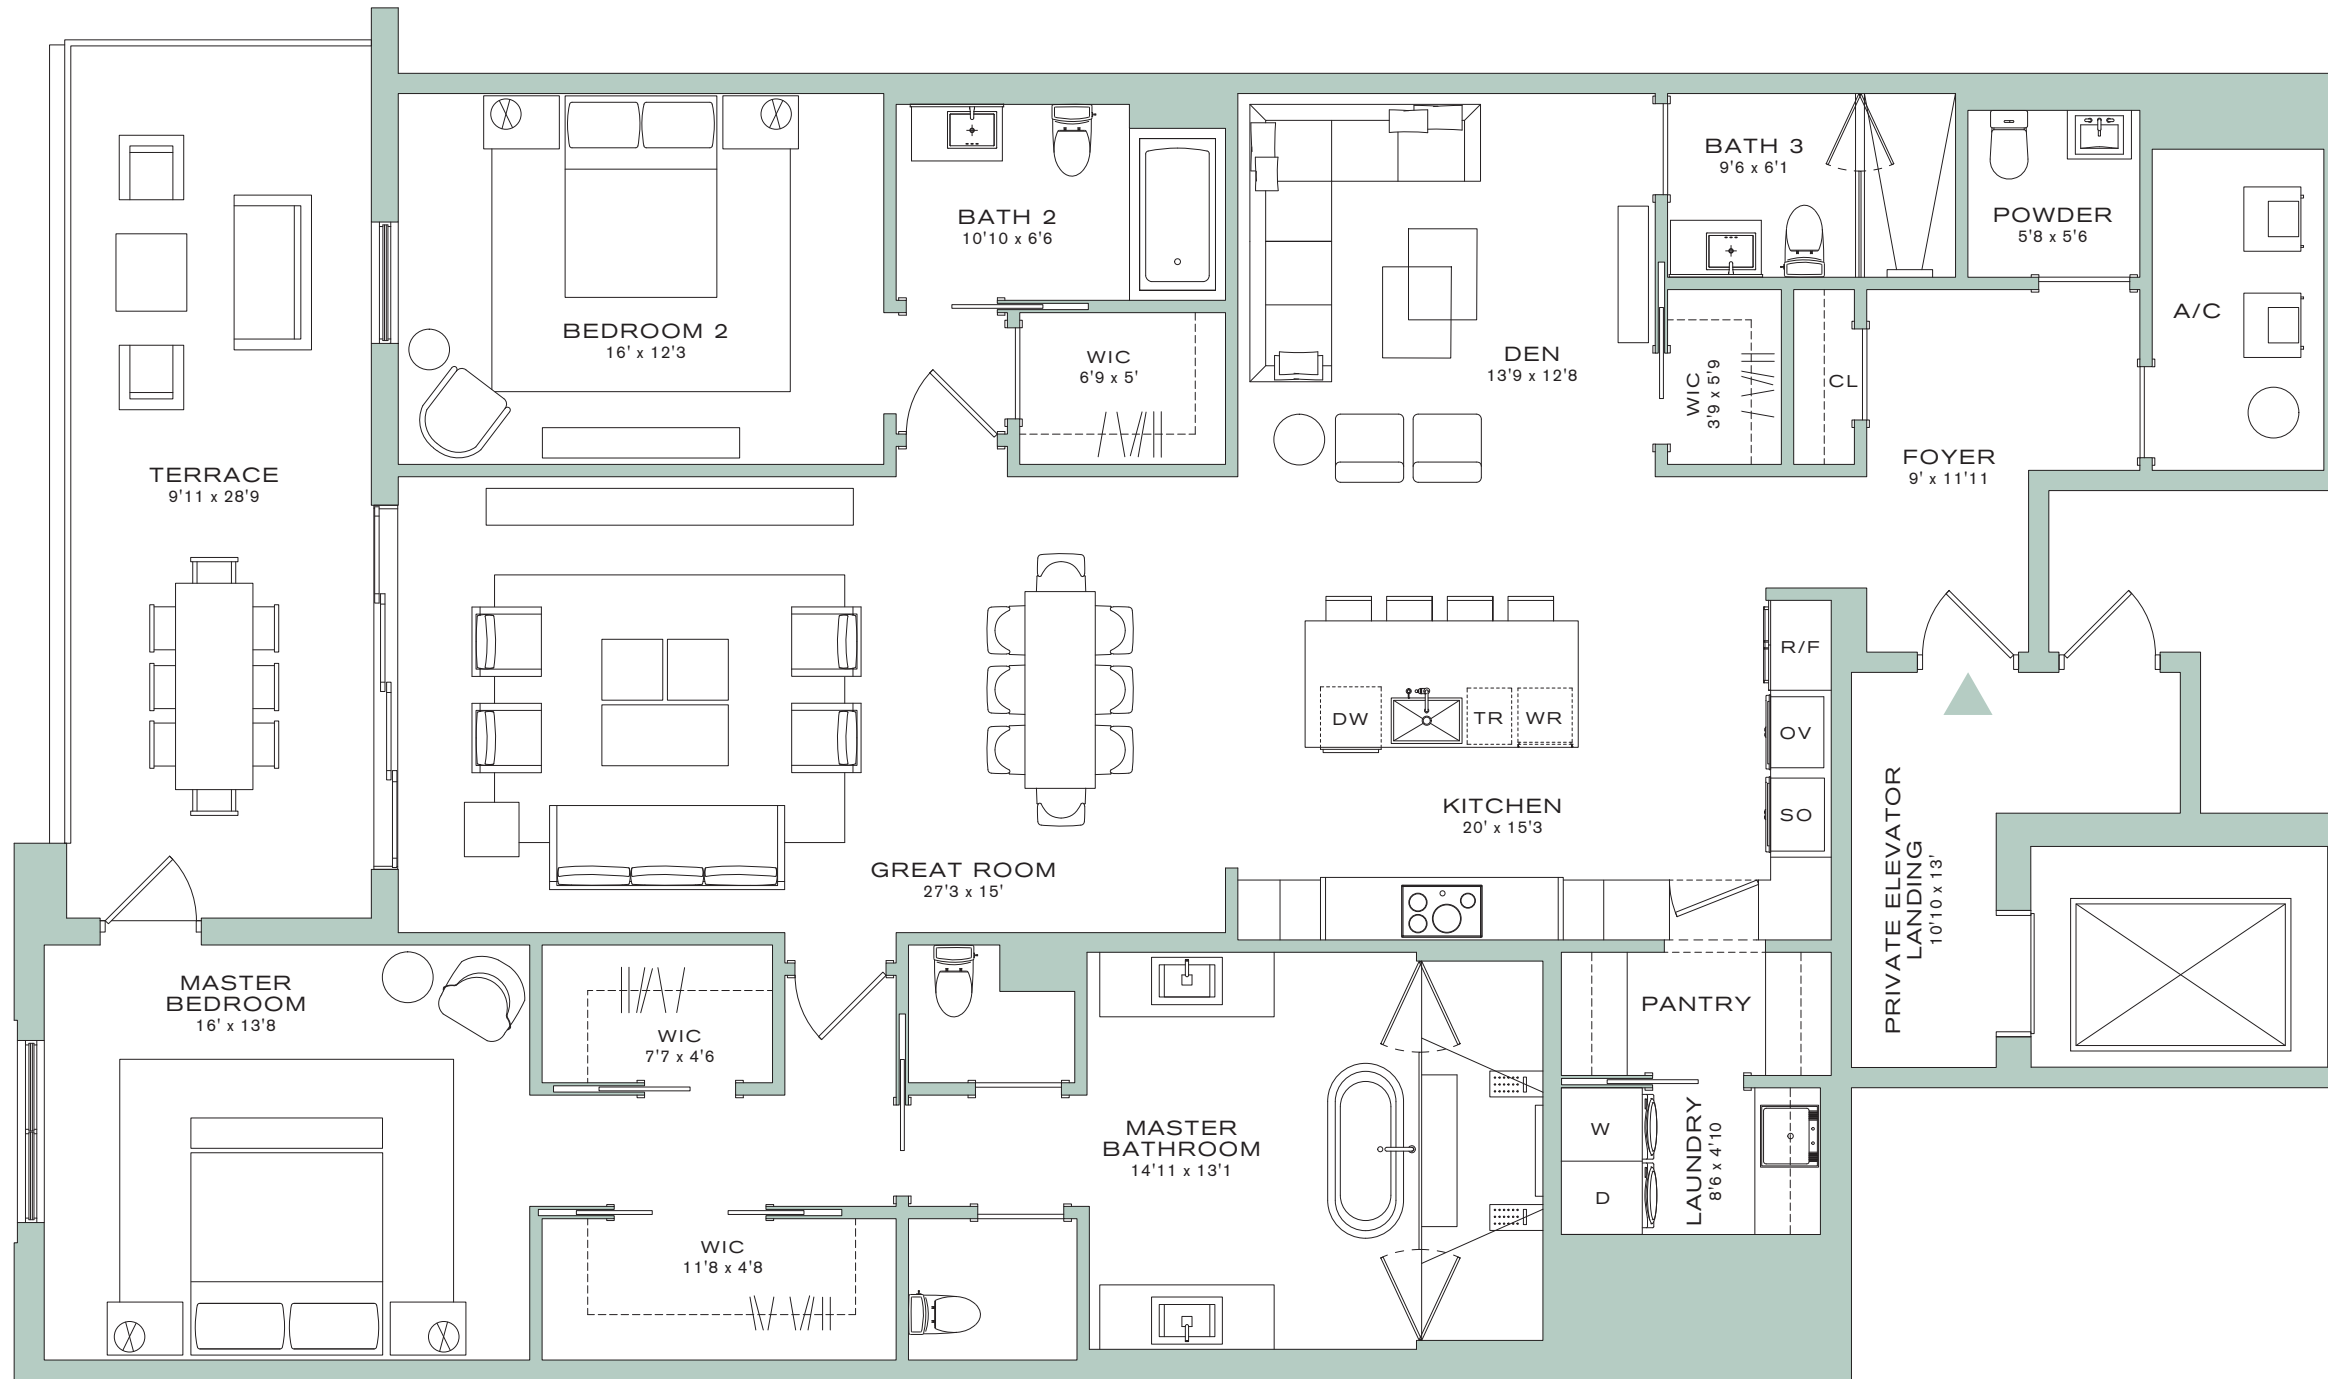 BATH 3
9'6 x 6'1
POWDER
5'8 x 5'6
BATH 2
10'10 x 6'6
A/C
BEDROOM 2
16' x 12'3
WIC
6'9 x 5'
DEN
13'9 x 12'8
WIC
3'9 x 5'9
CL
FOYER
9' x 11'11
TERRACE
9'11 x 28'9
R/F
DW
TR
WR
OV
SO
KITCHEN
20' x 15'3
GREAT ROOM
27'3 x 15'
PRIVATE ELEVATOR
LANDING
10'10 x 13'
MASTER
BEDROOM
16' x 13'8
WIC
7'7 x 4'6
PANTRY
MASTER
BATHROOM
14'11 x 13'1
W
D
LAUNDRY
8'6 x 4'10
WIC
11'8 x 4'8